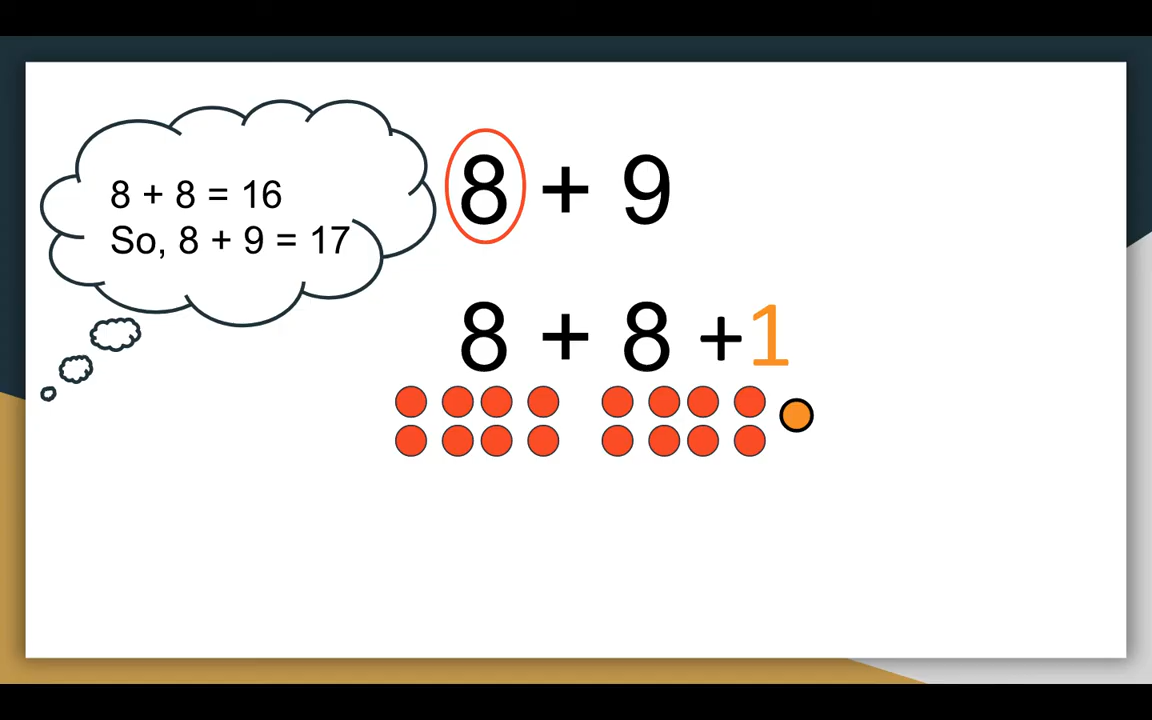 8 + 8 = 16
So, 8 + 9 = 17
8 + 9
8 + 8 +1